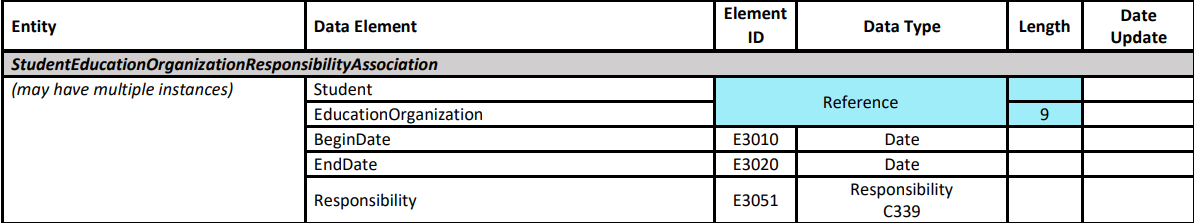 Entity Data Element Element ID Data Type Length Date Update
StudentEducationOrganizationResponsibilityAssociation
(may have multiple instances) Student
Reference
EducationOrganization 9
BeginDate E3010 Date
EndDate E3020 Date
Responsibility E3051 Responsibility C339